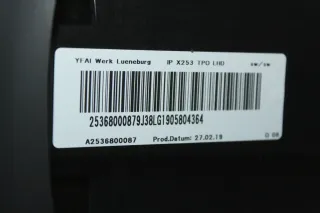 YFAI Werk Lueneburg IP X253 TPO LHD
25368000879J38LG1905804364
A2536800087 Prod.Datum: 27.02.19